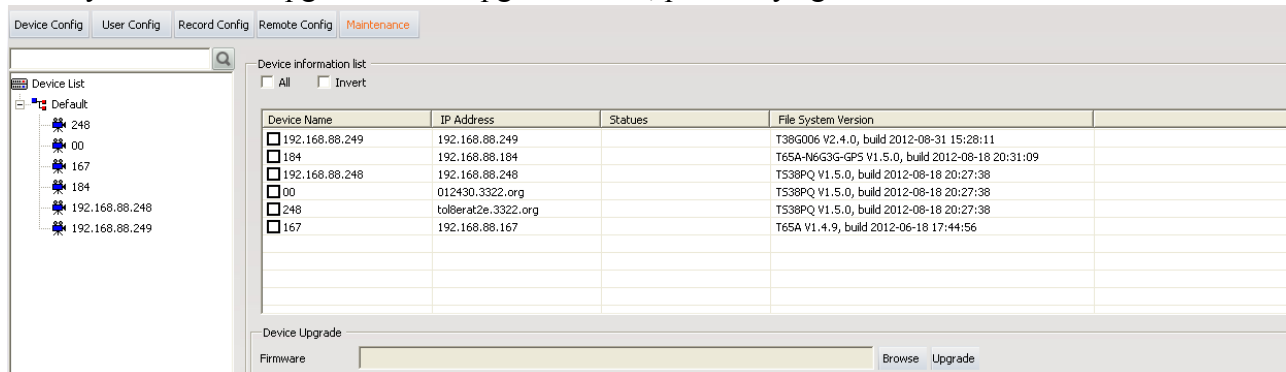 Device Config User Config Record Config Remote Config Maintenance
Device List
Default
248
00
167
184
192.168.88.248
192.168.88.249
Device information list
All Invert
Device Name IP Address Statues File System Version
192.168.88.249 192.168.88.249 T38G006 V2.4.0, build 2012-08-31 15:28:11
184 192.168.88.184 T65A-N6G3G-GPS V1.5.0, build 2012-08-18 20:31:09
192.168.88.248 192.168.88.248 TS38PQ V1.5.0, build 2012-08-18 20:27:38
00 012430.3322.org TS38PQ V1.5.0, build 2012-08-18 20:27:38
248 tol8erat2e.3322.org TS38PQ V1.5.0, build 2012-08-18 20:27:38
167 192.168.88.167 T65A V1.4.9, build 2012-06-18 17:44:56
Device Upgrade
Firmware Browse Upgrade